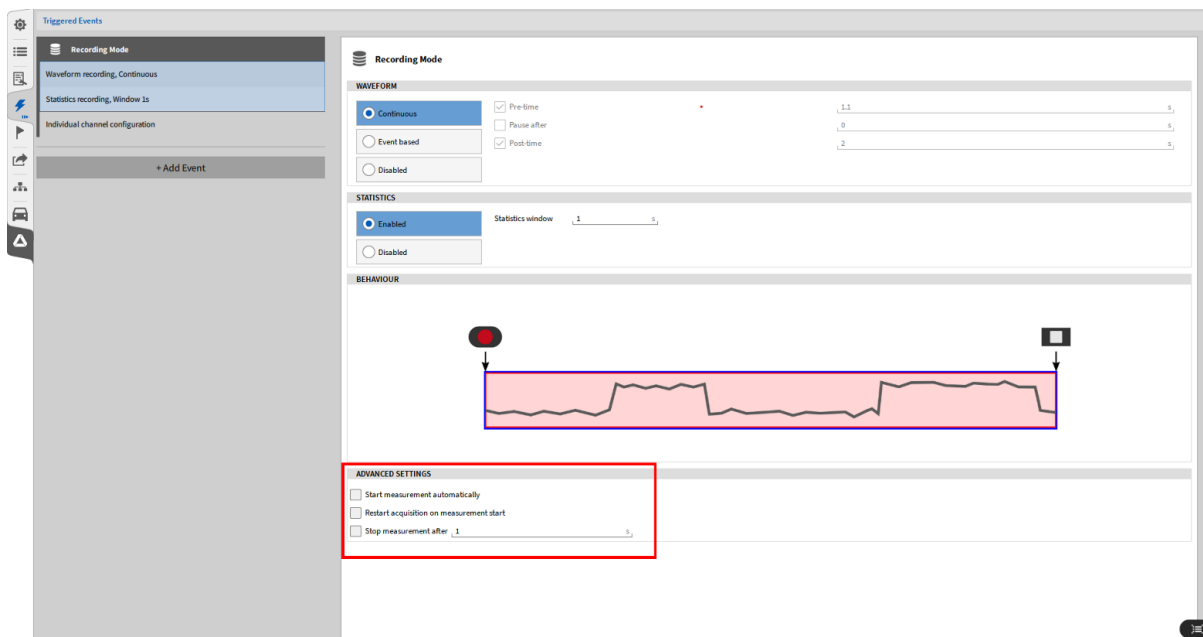 Triggered Events
Recording Mode
Waveform recording, Continuous
Statistics recording, Window 1s
Individual channel configuration
+ Add Event
Recording Mode
WAVEFORM
Continuous
Event based
Disabled
Pre-time * 1.1 s
Pause after 0 s
Post-time 2 s
STATISTICS
Enabled
Disabled
Statistics window 1 s
BEHAVIOUR
ADVANCED SETTINGS
Start measurement automatically
Restart acquisition on measurement start
Stop measurement after 1 s